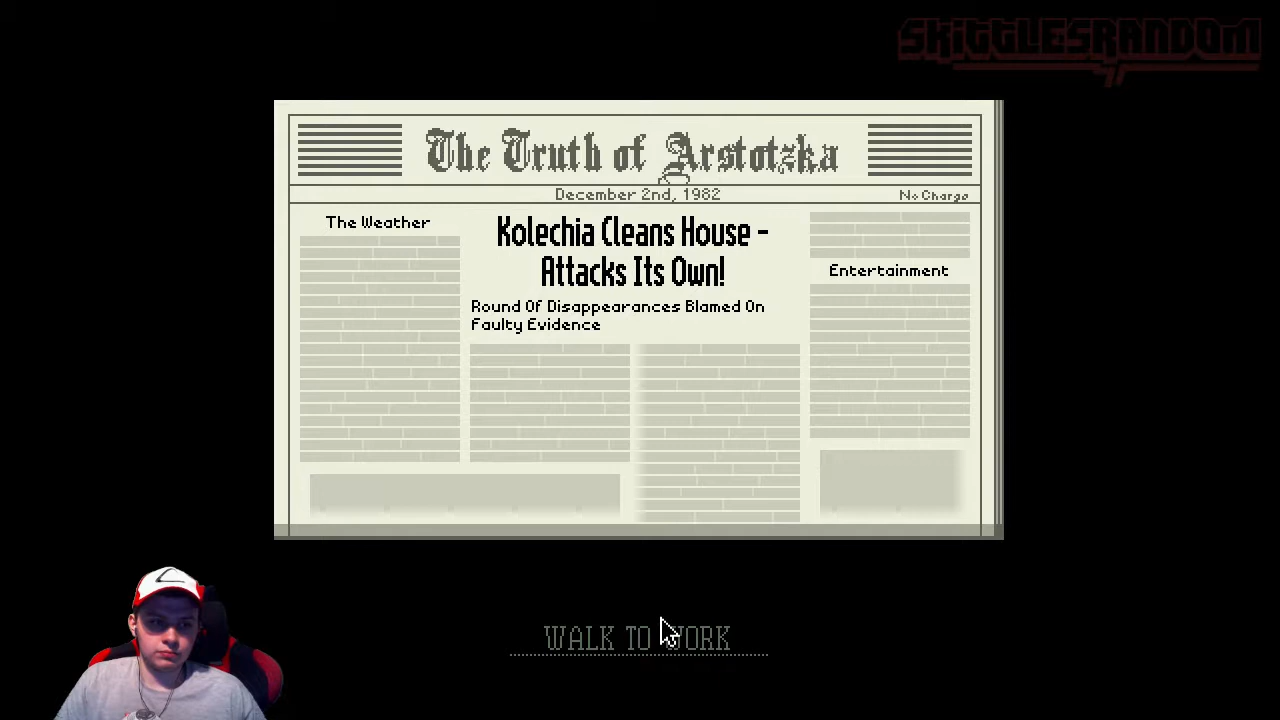 SKITTLESRANDOM
The Truth of Arstotzka
December 2nd, 1982
No Charge
The Weather
Kolechia Cleans House -
Attacks Its Own!
Round Of Disappearances Blamed On
Faulty Evidence
Entertainment
WALK TO WORK